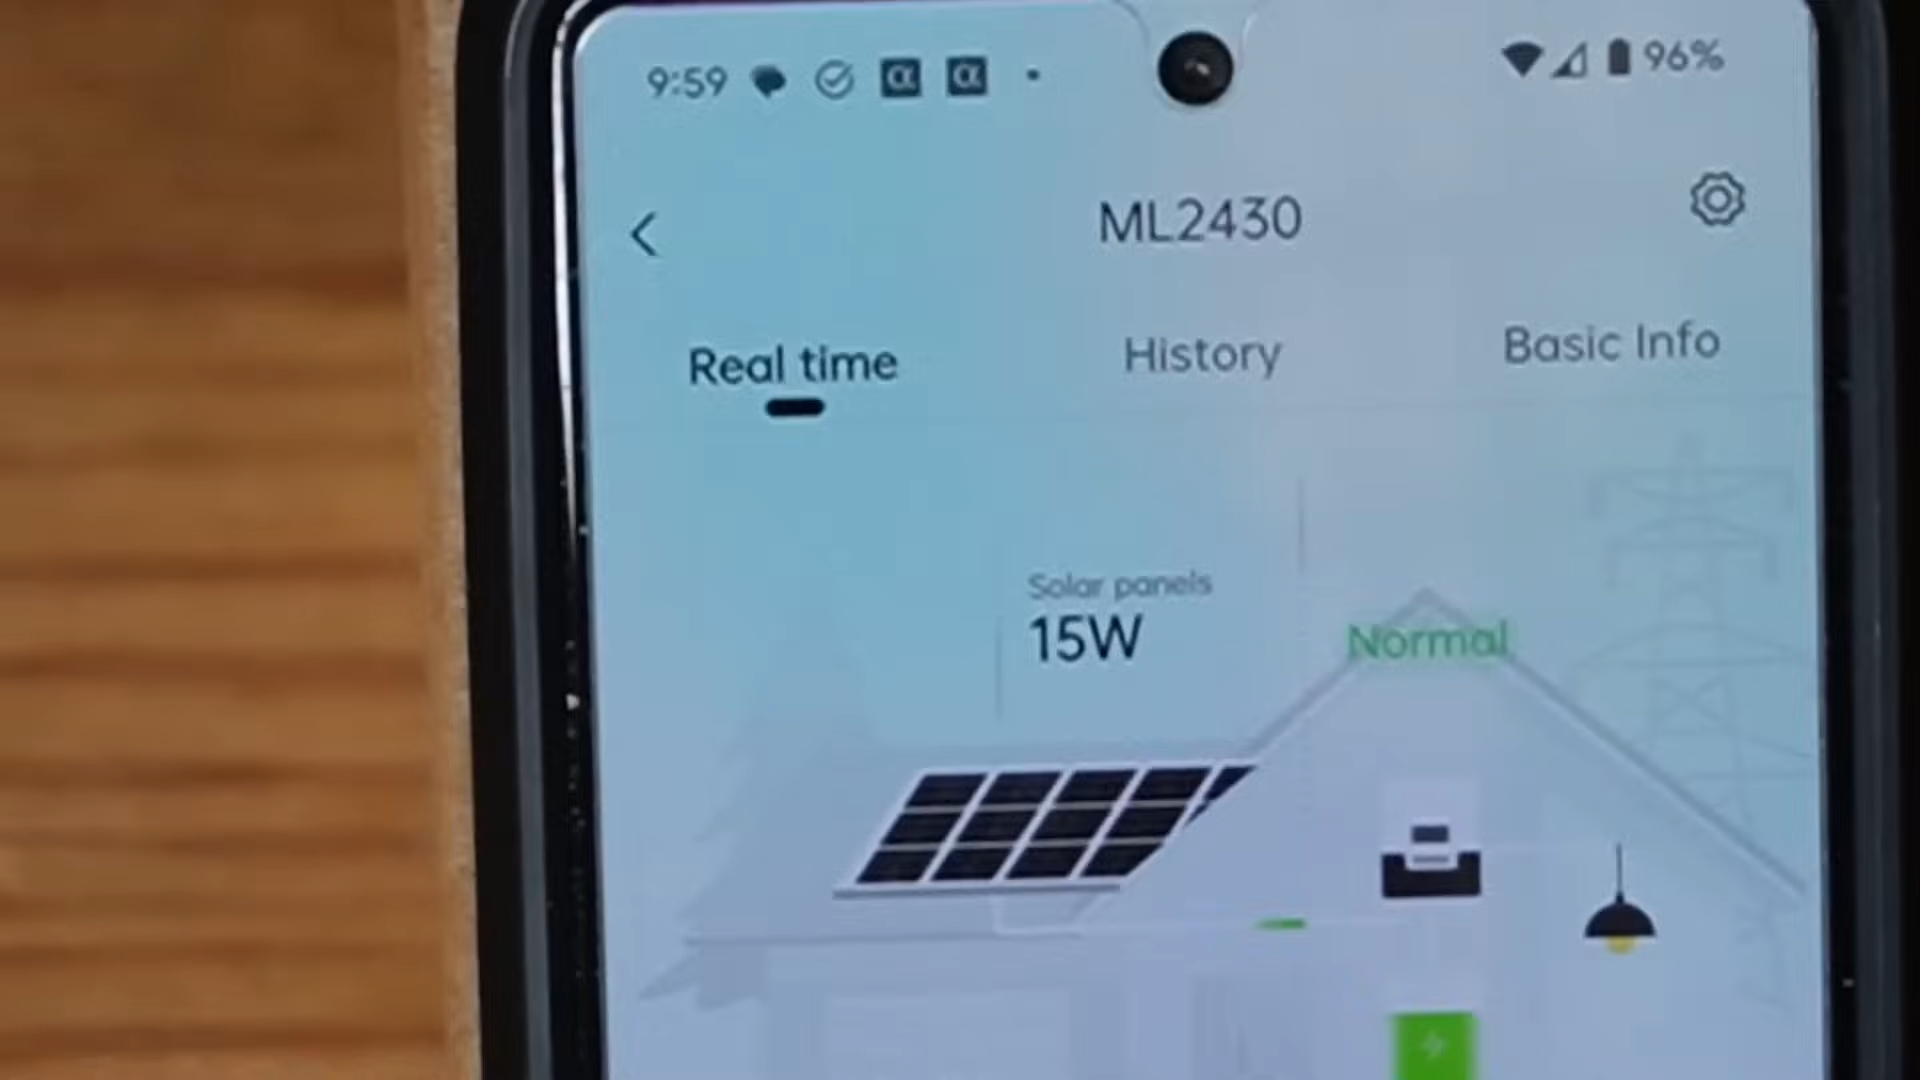 9:59 α α 96%
ML2430
Real time History Basic Info
Solar panels
15W
Normal